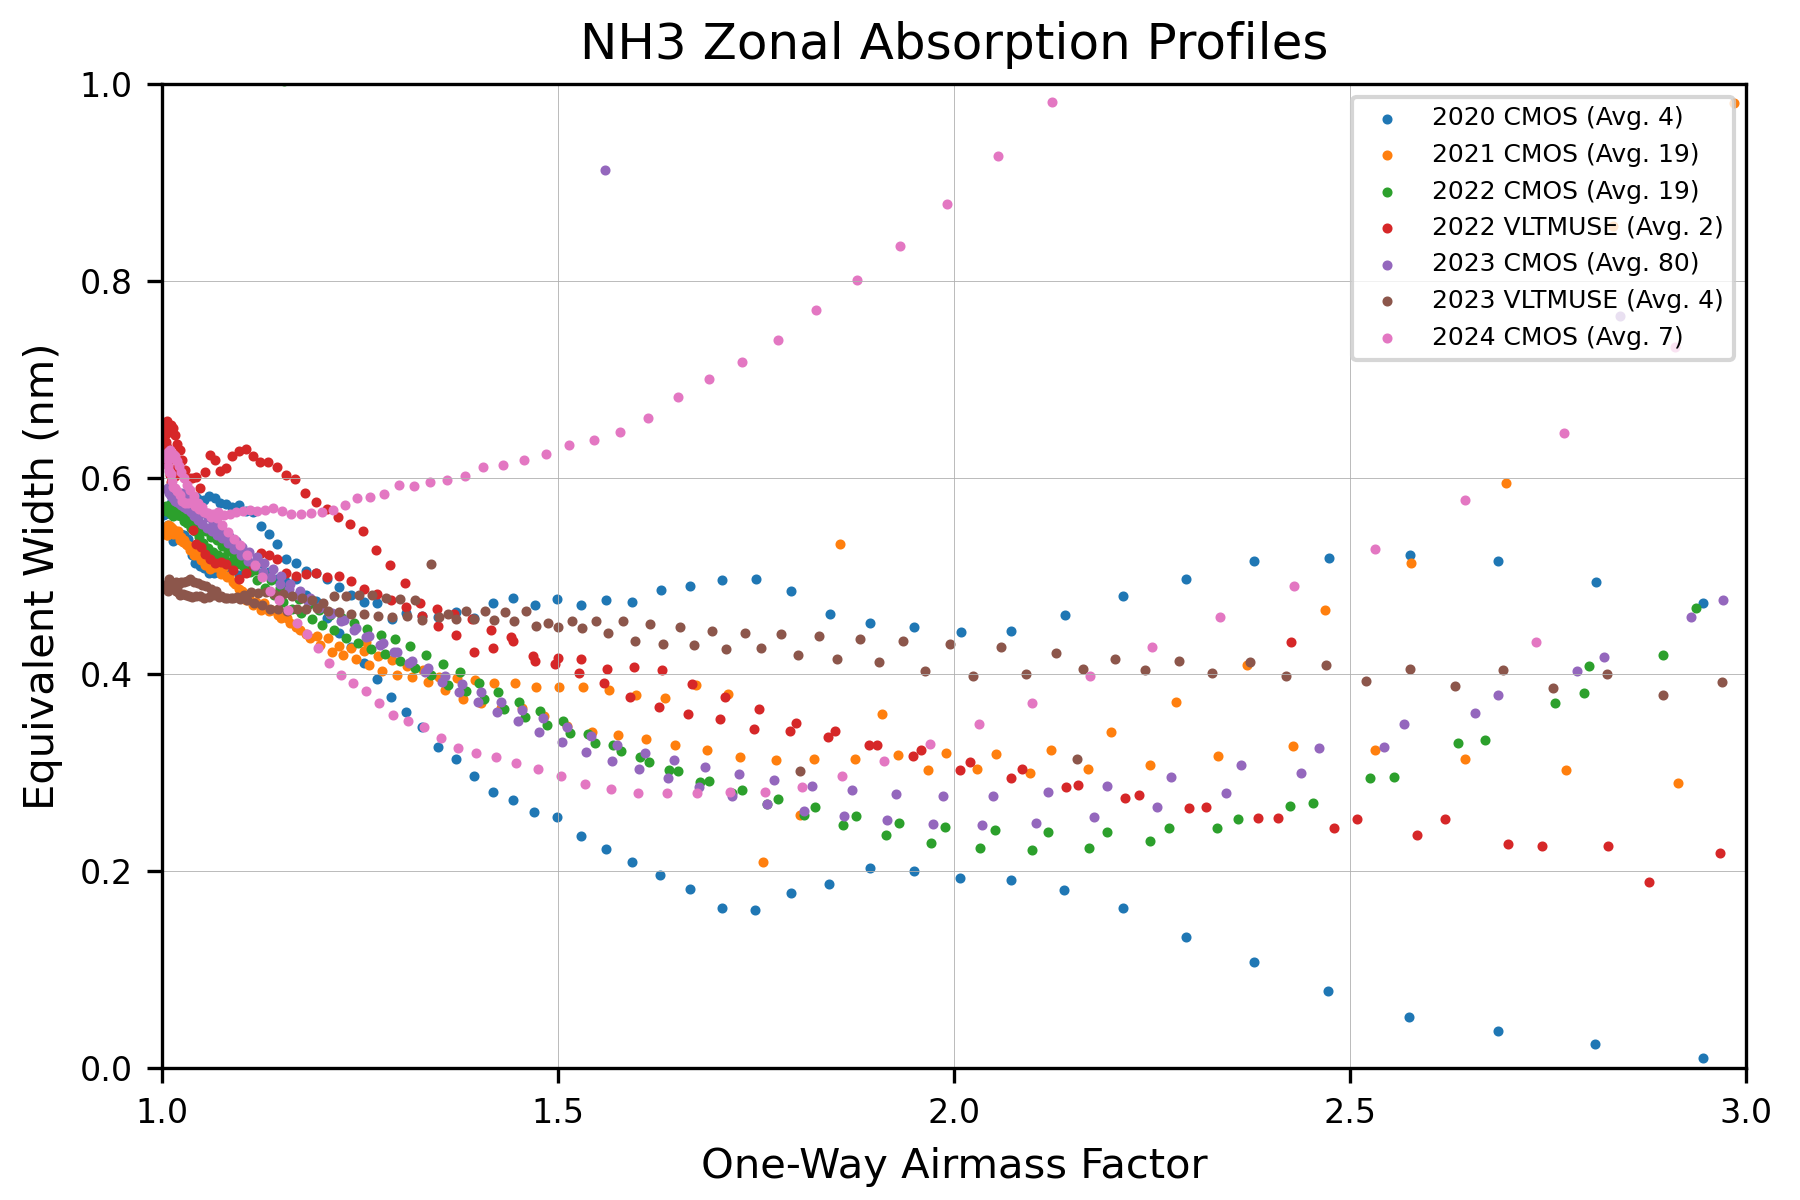 NH3 Zonal Absorption Profiles
1.0
0.8
0.6
0.4
0.2
0.0
Equivalent Width (nm)
2020 CMOS (Avg. 4)
2021 CMOS (Avg. 19)
2022 CMOS (Avg. 19)
2022 VLTMUSE (Avg. 2)
2023 CMOS (Avg. 80)
2023 VLTMUSE (Avg. 4)
2024 CMOS (Avg. 7)
1.0 1.5 2.0 2.5 3.0
One-Way Airmass Factor